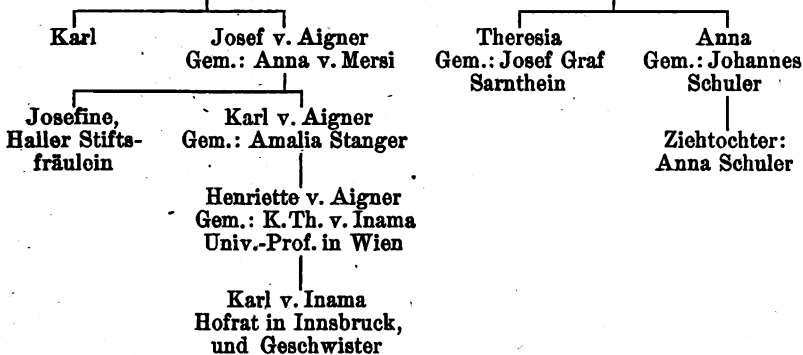 Karl
Josef v. Aigner
Gem.: Anna v. Mersi
Theresia
Gem.: Josef Graf
Sarnthein
Anna
Gem.: Johannes
Schuler
Josefine,
Haller Stifts-
fräulein
Karl v. Aigner
Gem.: Amalia Stanger
Ziehtochter:
Anna Schuler
Henriette v. Aigner
Gem.: K. Th. v. Inama
Univ.-Prof. in Wien
Karl v. Inama
Hofrat in Innsbruck,
und Geschwister